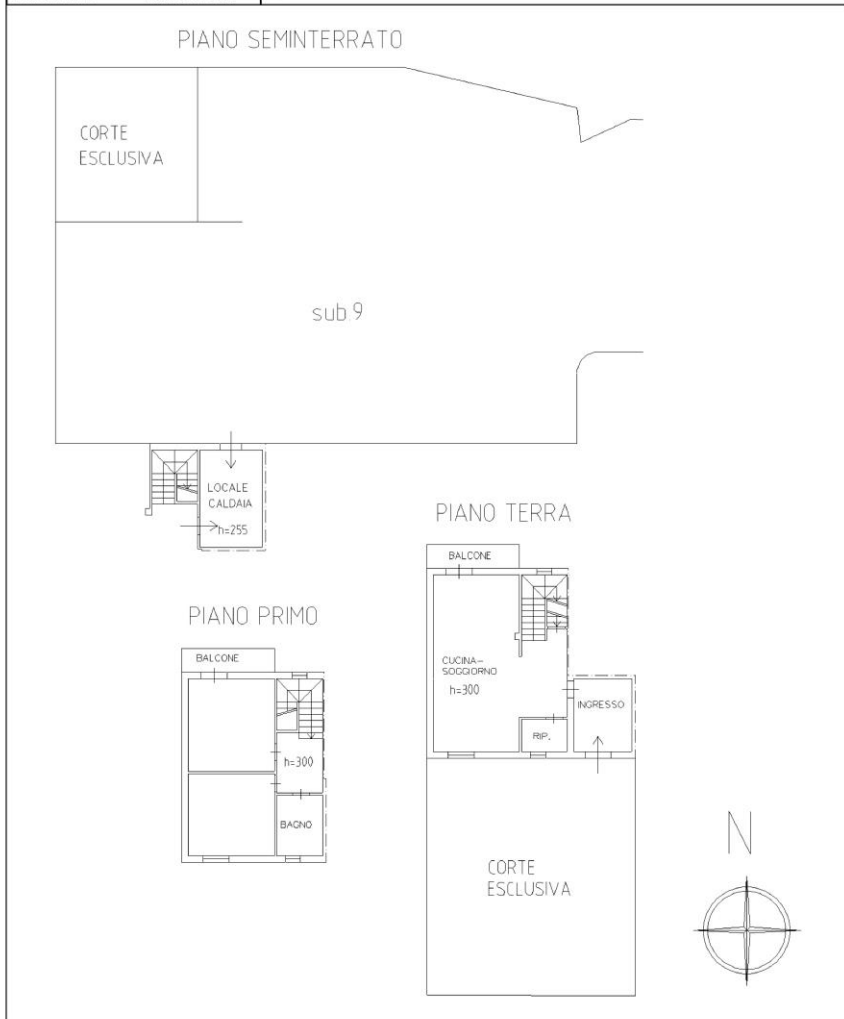 PIANO SEMINTERRATO
CORTE
ESCLUSIVA
sub 9
LOCALE
CALDAIA
h=255
PIANO TERRA
BALCONE
CUCINA-
SOGGIORNO
h=300
INGRESSO
RIP.
CORTE
ESCLUSIVA
PIANO PRIMO
BALCONE
h=300
BAGNO
N